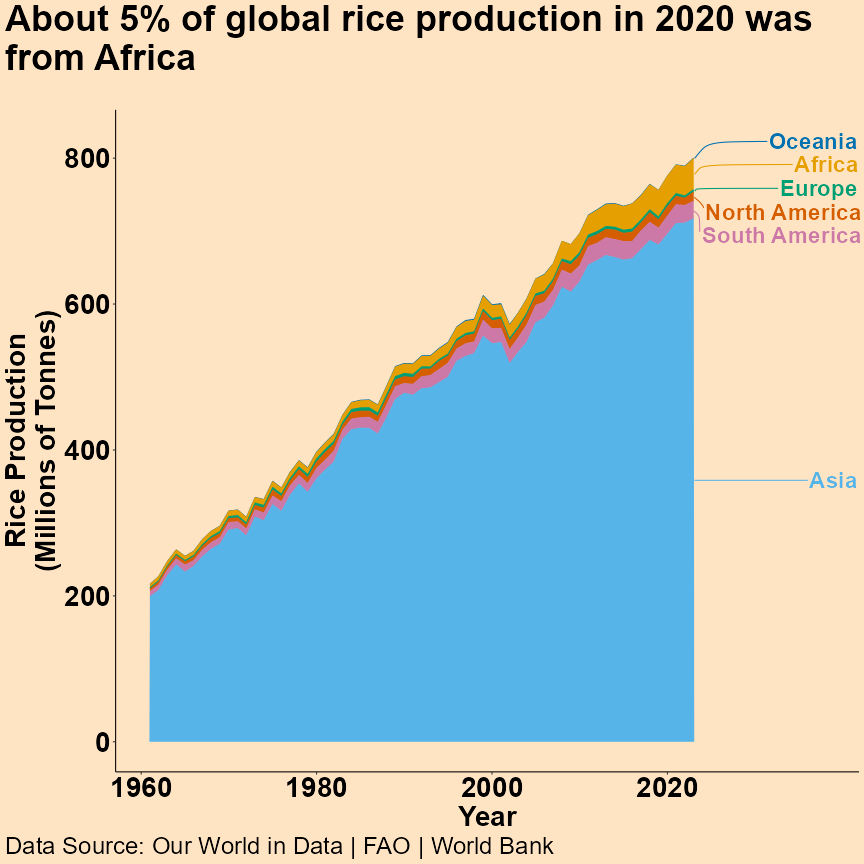 About 5% of global rice production in 2020 was
from Africa
Rice Production
(Millions of Tonnes)
800
600
400
200
0
Oceania
Africa
Europe
North America
South America
Asia
1960 1980 2000 2020
Year
Data Source: Our World in Data | FAO | World Bank